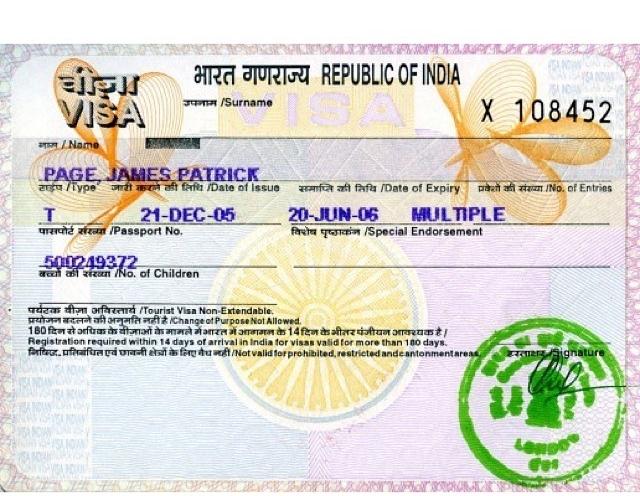 भारत गणराज्य REPUBLIC OF INDIA
वीज़ा
VISA
उपनाम /Surname
VISA
X 108452
नाम / Name
PAGE, JAMES PATRICK
टाईप /Type जारी करने की तिथि /Date of Issue समाप्ति की तिथि /Date of Expiry प्रवेशों की संख्या /No. of Entries
T 21-DEC-05 20-JUN-06 MULTIPLE
पासपोर्ट संख्या /Passport No. विशेष पृष्ठांकन /Special Endorsement
500249372
बच्चों की संख्या /No. of Children
पर्यटक वीज़ा अविस्तार्य /Tourist Visa Non-Extendable.
प्रयोजन बदलने की अनुमति नहीं है /Change of Purpose Not Allowed.
180 दिन से अधिक के वीज़ाओं के मामले में भारत में आगमन के 14 दिन के भीतर पंजीयन आवश्यक है /
Registration required within 14 days of arrival in India for visas valid for more than 180 days.
निषिद्ध, प्रतिबंधित एवं छावनी क्षेत्रों के लिए वैध नहीं /Not valid for prohibited, restricted and cantonment areas.
हस्ताक्षर /Signature
LONDON